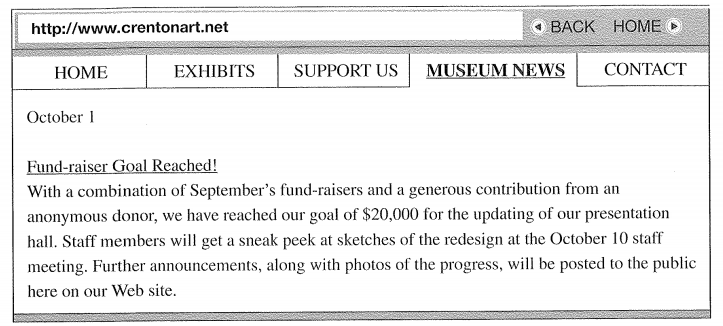 http://www.crentonart.net
BACK HOME
HOME EXHIBITS SUPPORT US MUSEUM NEWS CONTACT
October 1
Fund-raiser Goal Reached!
With a combination of September's fund-raisers and a generous contribution from an
anonymous donor, we have reached our goal of $20,000 for the updating of our presentation
hall. Staff members will get a sneak peek at sketches of the redesign at the October 10 staff
meeting. Further announcements, along with photos of the progress, will be posted to the public
here on our Web site.